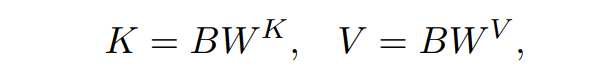 K = BW^K, V = BW^V,